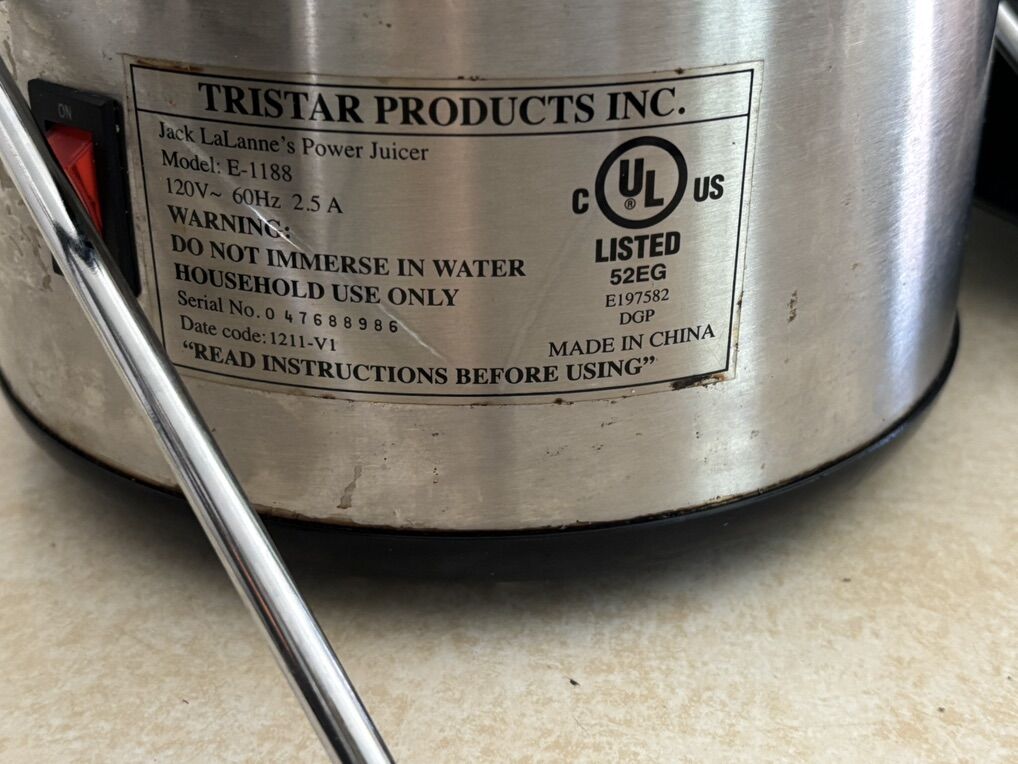 ON
TRISTAR PRODUCTS INC.
Jack LaLanne's Power Juicer
Model: E-1188
120V~ 60Hz 2.5 A
WARNING:
DO NOT IMMERSE IN WATER
HOUSEHOLD USE ONLY
Serial No. 047688986
Date code: 1211-V1
"READ INSTRUCTIONS BEFORE USING"
C UL ® US
LISTED
52EG
E197582
DGP
MADE IN CHINA